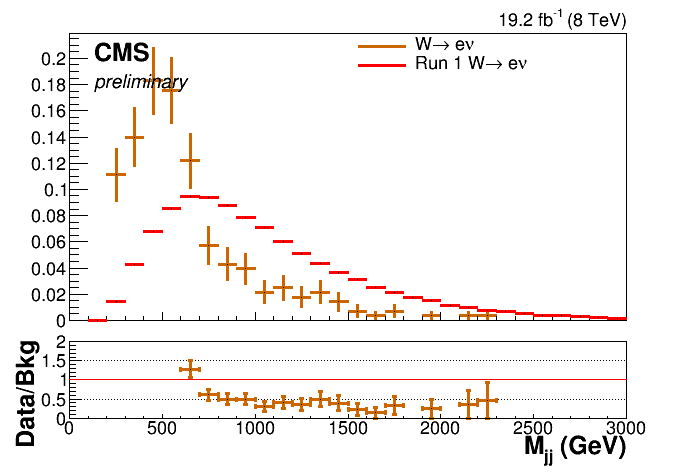 19.2 fb⁻¹ (8 TeV)
CMS
preliminary
W→ eν
Run 1 W→ eν
0.2
0.18
0.16
0.14
0.12
0.1
0.08
0.06
0.04
0.02
0
2
1.5
1
0.5
0
Data/Bkg
0 500 1000 1500 2000 2500 3000
M_jj (GeV)